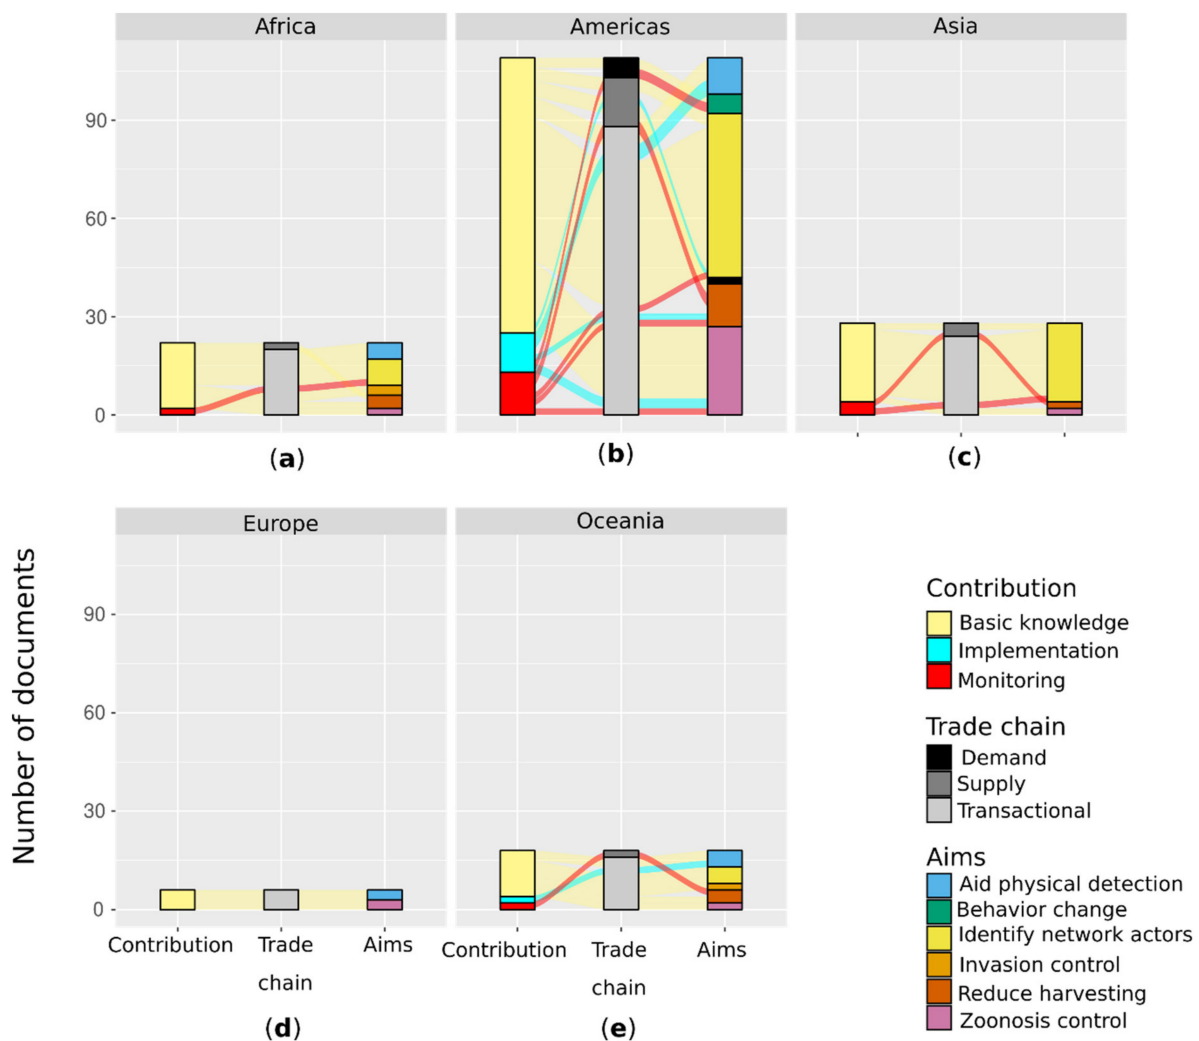 Africa
Americas
Asia
90
60
30
0
(a)
(b)
(c)
Number of documents
Europe
Oceania
90
60
30
0
Contribution
Trade
chain
Aims
Contribution
Trade
chain
Aims
(d)
(e)
Contribution
Basic knowledge
Implementation
Monitoring
Trade chain
Demand
Supply
Transactional
Aims
Aid physical detection
Behavior change
Identify network actors
Invasion control
Reduce harvesting
Zoonosis control